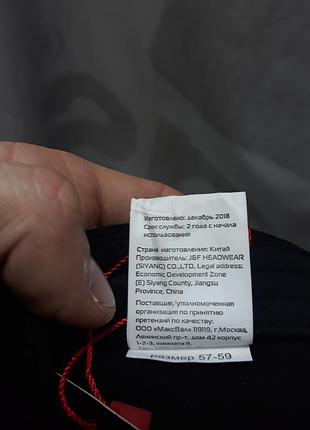 Изготовлено: декабрь 2018
Срок службы: 2 года с начала
использования
Страна изготовления: Китай
Производитель: J&F HEADWEAR
(SIYANG) CO.,LTD, Legal address:
Economic Development Zone
(E) Siyang County, Jiangsu
Province, China
Поставщик/уполномоченная
организация по принятию
претензий по качеству:
ООО «МаксВал» 119119, г.Москва,
Ленинский пр-т, дом 42 корпус
1-2-3, комната 11.
размер 57-59